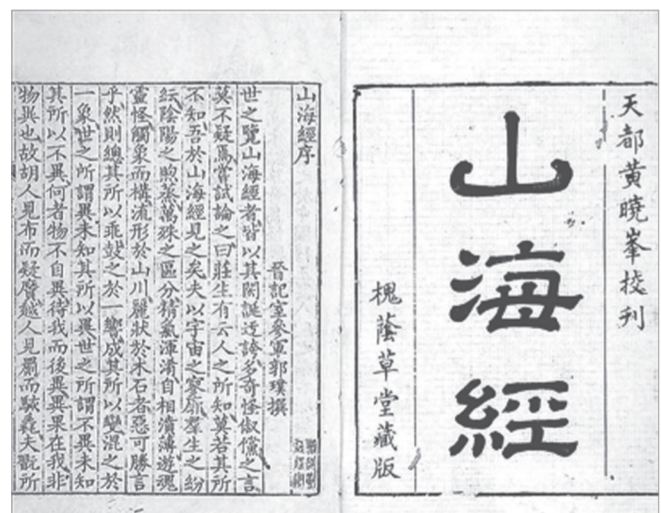 天都黄曉峯挍刊
山海經
槐蔭草堂藏版
山海經序
晉記室參軍郭璞撰
世之覽山海經者皆以其閎誕迂誇多奇怪俶儻之言
莫不疑焉嘗試論之曰莊生有云人之所知莫若其所
不知吾於山海經見之矣夫以宇宙之寥廓羣生之紛
紜陰陽之煦蒸萬殊之區分精氣渾淆自相濆薄遊魂
靈怪觸象而構流形於山川麗狀於木石者惡可勝言
乎然則總其所以乖鼓之於一響成其所以變混之於
一象世之所謂異未知其所以異世之所謂不異未知
其所以不異何者物不自異待我而後異異果在我非
物異也故胡人見布而疑黂越人見罽而駭毳夫翫所